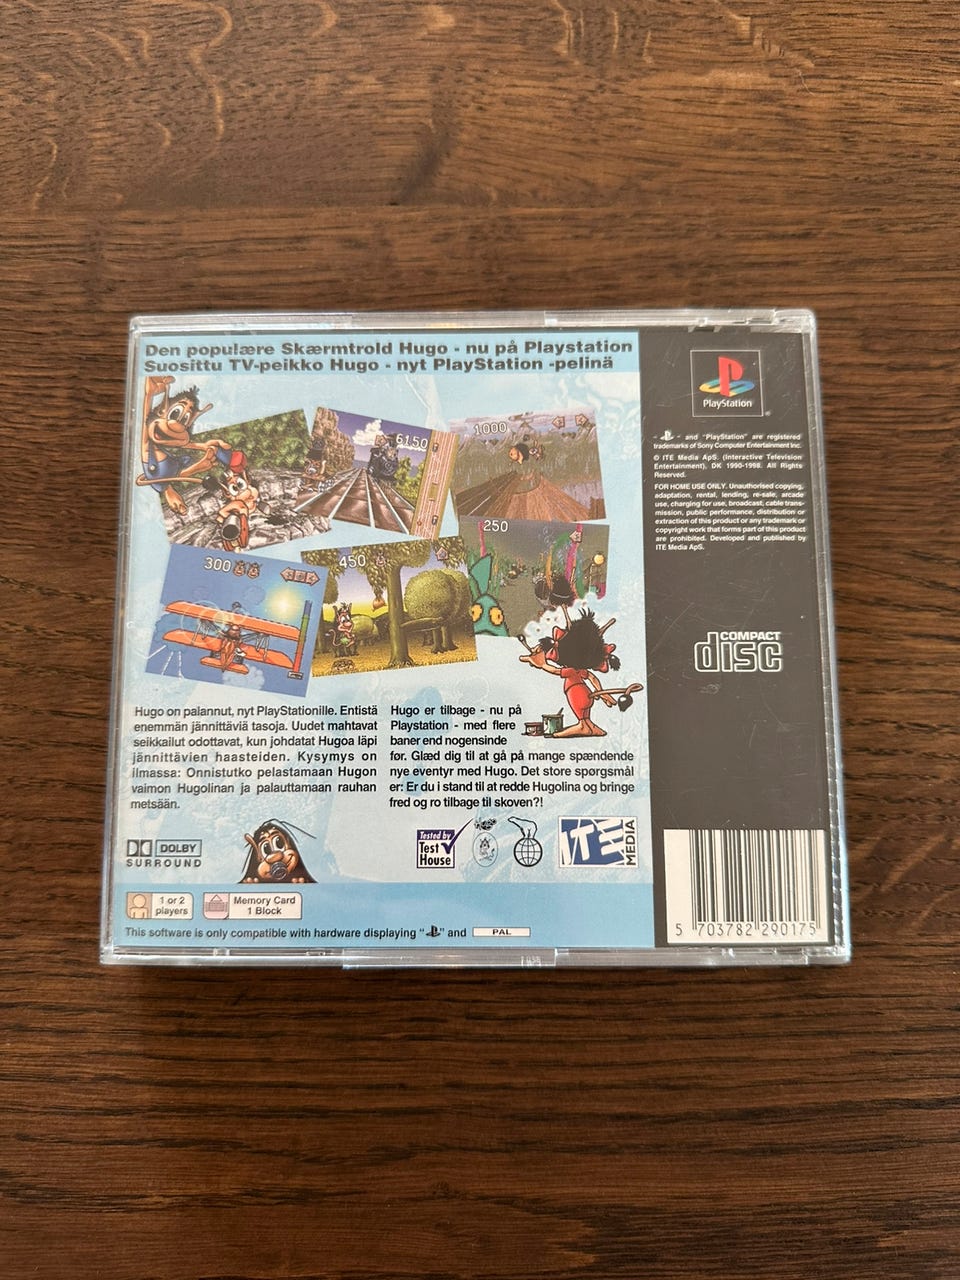 Den populære Skærmtrold Hugo - nu på Playstation
Suosittu TV-peikko Hugo - nyt PlayStation -pelinä
6150
1000
250
300
450
Hugo on palannut, nyt PlayStationille. Entistä
enemmän jännittäviä tasoja. Uudet mahtavat
seikkailut odottavat, kun johdatat Hugoa läpi
jännittävien haasteiden. Kysymys on
ilmassa: Onnistutko pelastamaan Hugon
vaimon Hugolinan ja palauttamaan rauhan
metsään.
Hugo er tilbage - nu på
Playstation - med flere
baner end nogensinde
før. Glæd dig til at gå på mange spændende
nye eventyr med Hugo. Det store spørgsmål
er: Er du i stand til at redde Hugolina og bringe
fred og ro tilbage til skoven?!
DOLBY
SURROUND
Tested by
Test
House
ITE
MEDIA
1 or 2
players
Memory Card
1 Block
This software is only compatible with hardware displaying “ ” and PAL
PlayStation
- - and "PlayStation" are registered
trademarks of Sony Computer Entertainment Inc.
© ITE Media ApS. (Interactive Television
Entertainment), DK 1990-1998. All Rights
Reserved.
FOR HOME USE ONLY. Unauthorised copying,
adaptation, rental, lending, re-sale, arcade
use, charging for use, broadcast, cable trans-
mission, public performance, distribution or
extraction of this product or any trademark or
copyright work that forms part of this product
are prohibited. Developed and published by
ITE Media ApS.
COMPACT
disc
5 703782 290175